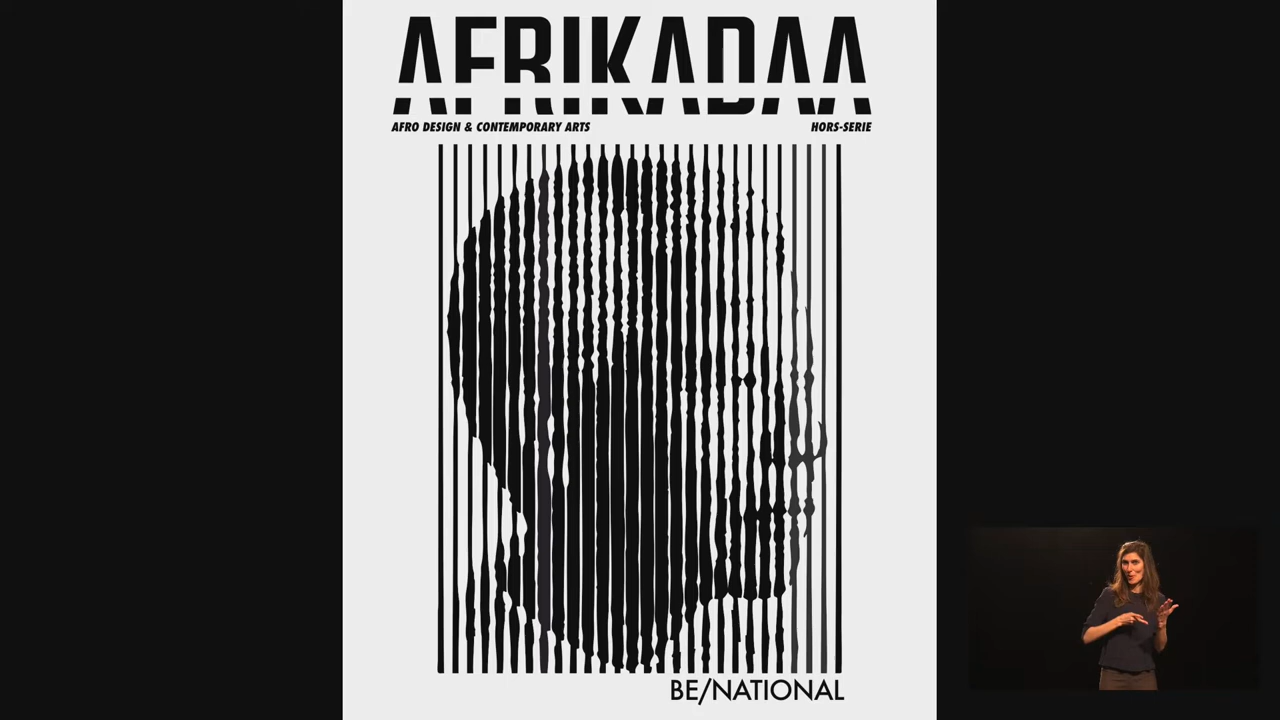 AFRIKADAA
AFRO DESIGN & CONTEMPORARY ARTS
HORS-SERIE
BE/NATIONAL